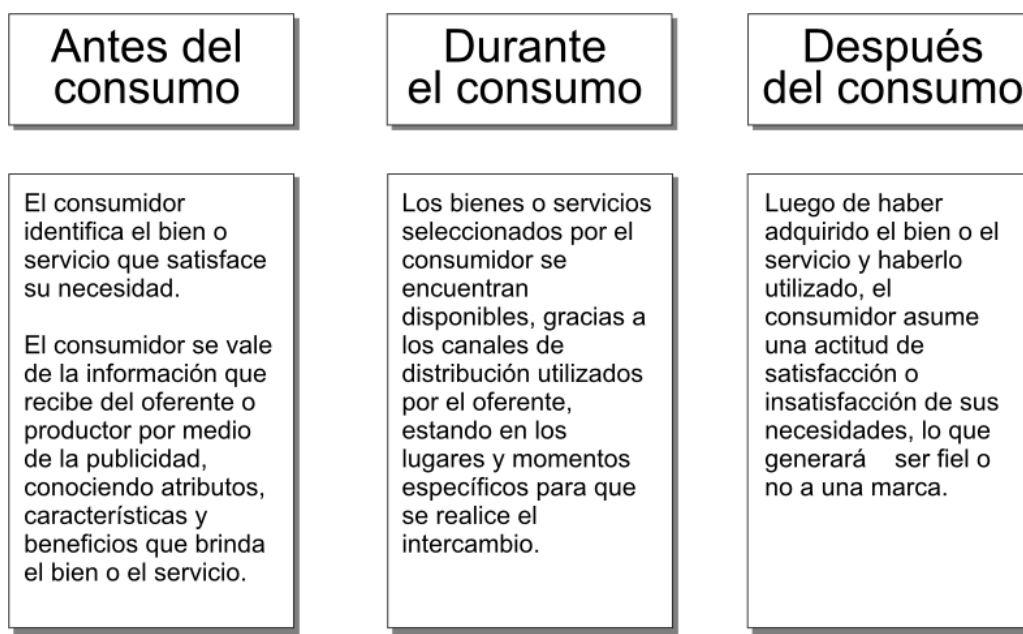 Antes del
consumo
El consumidor
identifica el bien o
servicio que satisface
su necesidad.
El consumidor se vale
de la información que
recibe del oferente o
productor por medio
de la publicidad,
conociendo atributos,
características y
beneficios que brinda
el bien o el servicio.
Durante
el consumo
Los bienes o servicios
seleccionados por el
consumidor se
encuentran
disponibles, gracias a
los canales de
distribución utilizados
por el oferente,
estando en los
lugares y momentos
específicos para que
se realice el
intercambio.
Después
del consumo
Luego de haber
adquirido el bien o el
servicio y haberlo
utilizado, el
consumidor asume
una actitud de
satisfacción o
insatisfacción de sus
necesidades, lo que
generará ser fiel o
no a una marca.